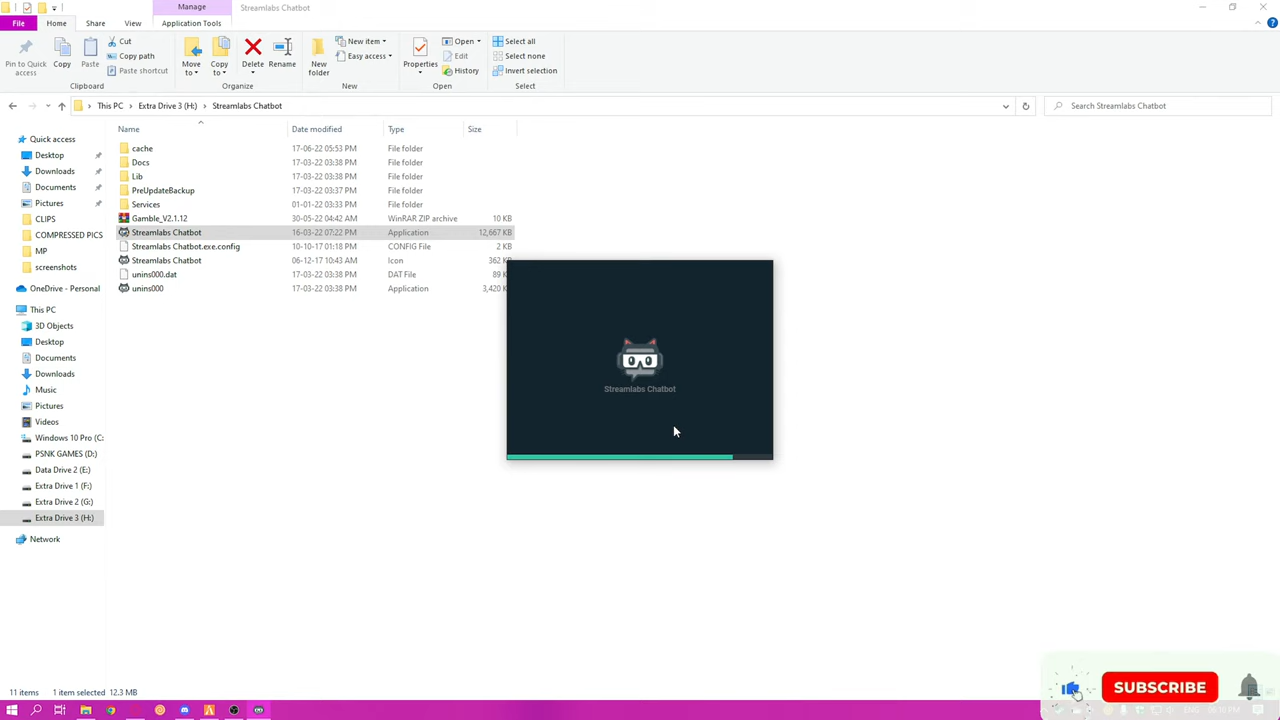 Manage
Streamlabs Chatbot
File
Home
Share
View
Application Tools
Pin to Quick access
Copy
Paste
Cut
Copy path
Paste shortcut
Clipboard
Move to
Copy to
Delete
Rename
Organize
New folder
New item
Easy access
New
Properties
Open
Edit
History
Open
Select all
Select none
Invert selection
Select
This PC > Extra Drive 3 (H:) > Streamlabs Chatbot
Search Streamlabs Chatbot
Name Date modified Type Size
cache 17-06-22 05:53 PM File folder
Docs 17-03-22 03:38 PM File folder
Lib 17-03-22 03:38 PM File folder
PreUpdateBackup 17-03-22 03:37 PM File folder
Services 01-01-22 03:33 PM File folder
Gamble_V2.1.12 30-05-22 04:42 AM WinRAR ZIP archive 10 KB
Streamlabs Chatbot 16-03-22 07:22 PM Application 12,667 KB
Streamlabs Chatbot.exe.config 10-10-17 01:18 PM CONFIG File 2 KB
Streamlabs Chatbot 06-12-17 10:43 AM Icon 362 K
unins000.dat 17-03-22 03:38 PM DAT File 89 K
unins000 17-03-22 03:38 PM Application 3,420 K
Quick access
Desktop
Downloads
Documents
Pictures
CLIPS
COMPRESSED PICS
MP
screenshots
OneDrive - Personal
This PC
3D Objects
Desktop
Documents
Downloads
Music
Pictures
Videos
Windows 10 Pro (C:
PSNK GAMES (D:)
Data Drive 2 (E:)
Extra Drive 1 (F:)
Extra Drive 2 (G:)
Extra Drive 3 (H:)
Network
Streamlabs Chatbot
11 items 1 item selected 12.3 MB
SUBSCRIBE
ENG